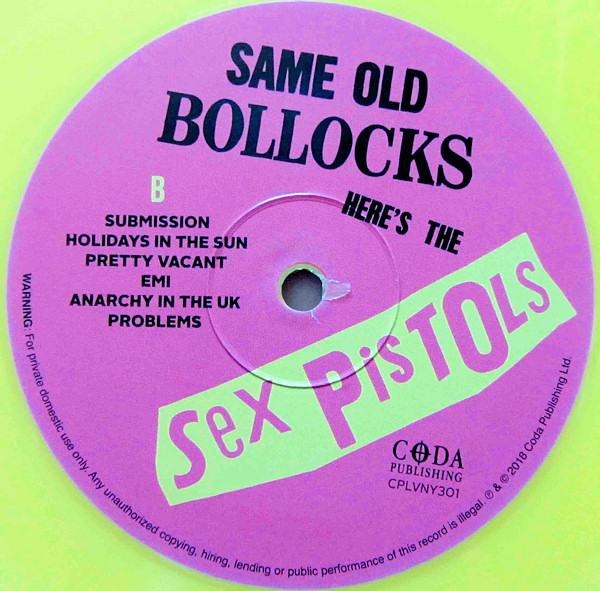 SAME OLD
BOLLOCKS
HERE'S THE
SEX PISTOLS
B
SUBMISSION
HOLIDAYS IN THE SUN
PRETTY VACANT
EMI
ANARCHY IN THE UK
PROBLEMS
CODA
PUBLISHING
CPLVNY301
WARNING: For private domestic use only. Any unauthorized copying, hiring, lending or public performance of this record is illegal. ℗ & © 2018 Coda Publishing Ltd.